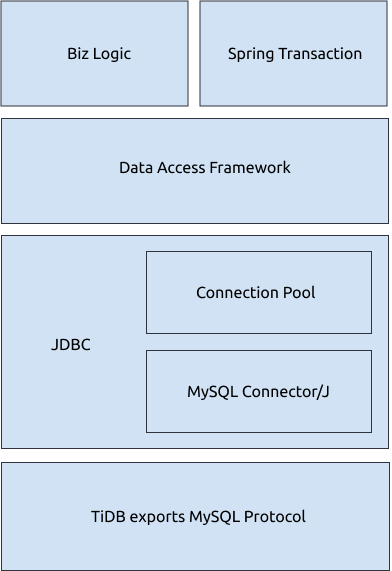 Biz Logic
Spring Transaction
Data Access Framework
Connection Pool
JDBC
MySQL Connector/J
TiDB exports MySQL Protocol